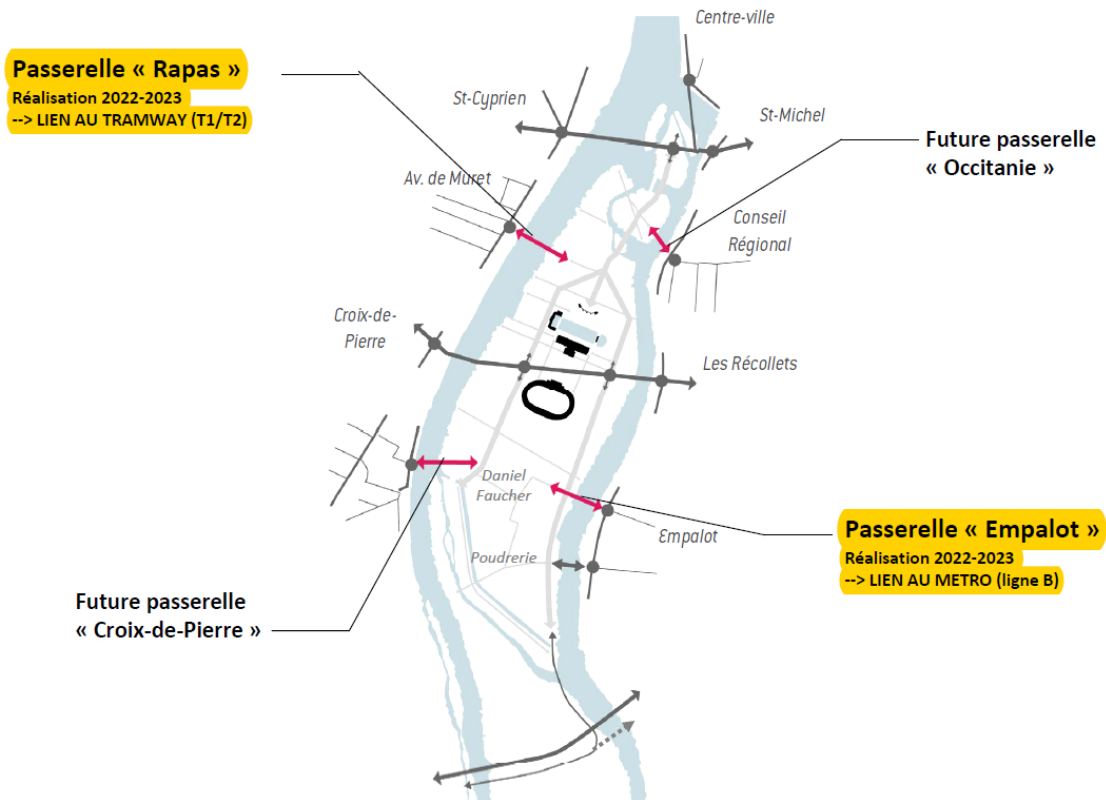 Centre-ville
Passerelle « Rapas »
Réalisation 2022-2023
--> LIEN AU TRAMWAY (T1/T2)
St-Cyprien
St-Michel
Future passerelle
« Occitanie »
Av. de Muret
Conseil
Régional
Croix-de-
Pierre
Les Récollets
Daniel
Faucher
Empalot
Passerelle « Empalot »
Réalisation 2022-2023
--> LIEN AU METRO (ligne B)
Poudrerie
Future passerelle
« Croix-de-Pierre »